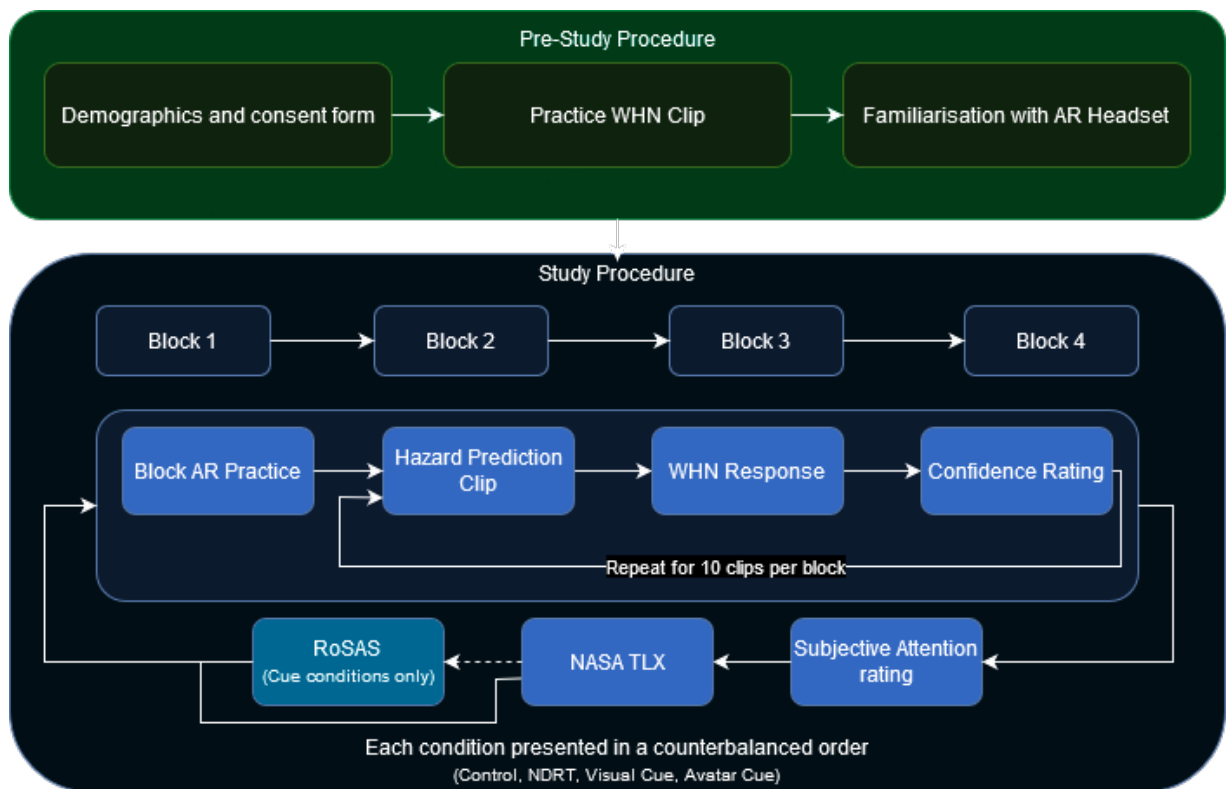 Pre-Study Procedure
Demographics and consent form
Practice WHN Clip
Familiarisation with AR Headset
Study Procedure
Block 1
Block 2
Block 3
Block 4
Block AR Practice
Hazard Prediction
Clip
WHN Response
Confidence Rating
Repeat for 10 clips per block
RoSAS
(Cue conditions only)
NASA TLX
Subjective Attention
rating
Each condition presented in a counterbalanced order
(Control, NDRT, Visual Cue, Avatar Cue)